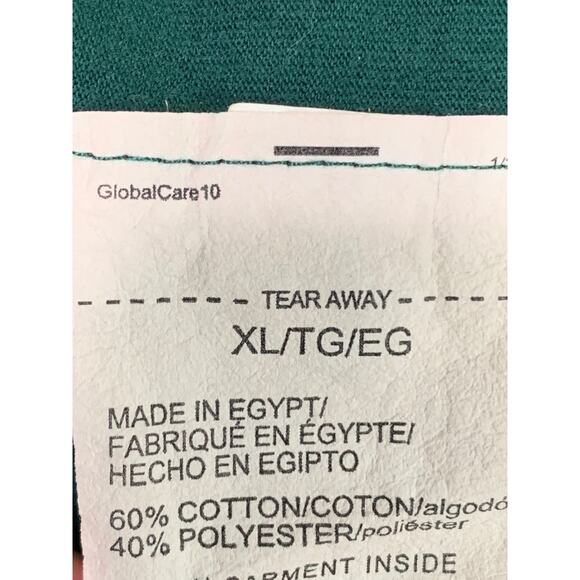 GlobalCare10
TEAR AWAY
XL/TG/EG
MADE IN EGYPT/
FABRIQUÉ EN ÉGYPTE/
HECHO EN EGIPTO
60% COTTON/COTON/algodó
40% POLYESTER/poliéster
GARMENT INSIDE